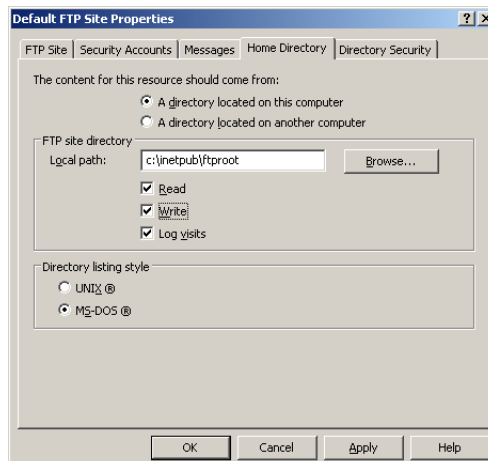 Default FTP Site Properties ? x
FTP Site Security Accounts Messages Home Directory Directory Security
The content for this resource should come from:
A directory located on this computer
A directory located on another computer
FTP site directory
Local path: c:\inetpub\ftproot Browse...
Read
Write
Log visits
Directory listing style
UNIX ®
MS-DOS ®
OK Cancel Apply Help